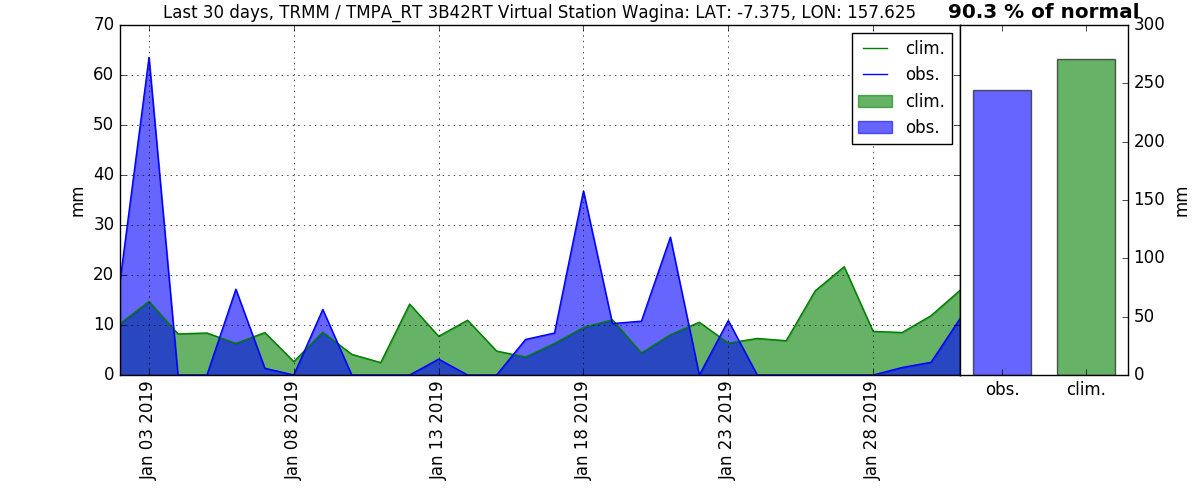 Last 30 days, TRMM / TMPA_RT 3B42RT Virtual Station Wagina: LAT: -7.375, LON: 157.625
90.3 % of normal
70
60
50
40
30
20
10
0
mm
clim.
obs.
clim.
obs.
300
250
200
150
100
50
0
mm
Jan 03 2019
Jan 08 2019
Jan 13 2019
Jan 18 2019
Jan 23 2019
Jan 28 2019
obs.
clim.